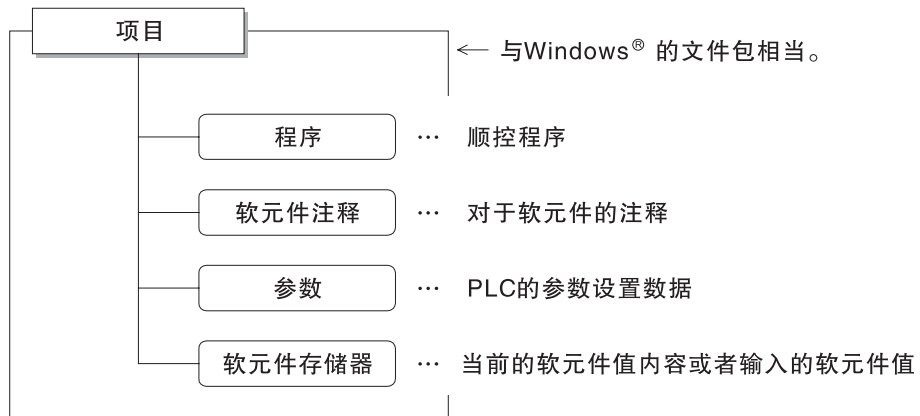 项目
← 与Windows® 的文件包相当。
程序 … 顺控程序
软元件注释 … 对于软元件的注释
参数 … PLC的参数设置数据
软元件存储器 … 当前的软元件值内容或者输入的软元件值